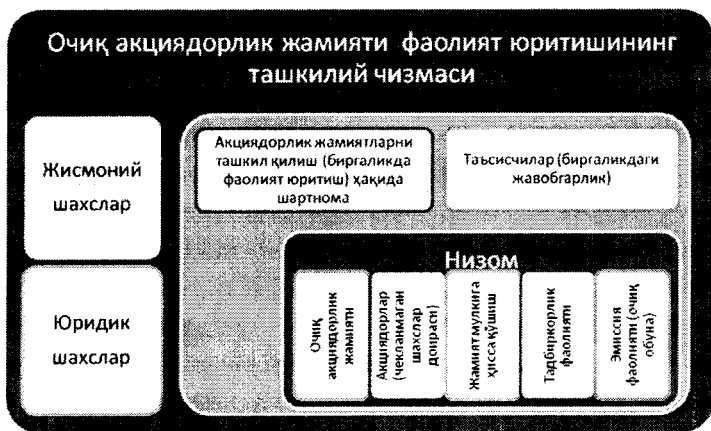 Очиқ акциядорлик жамияти фаолият юритишининг
ташкилий чизмаси
Жисмоний
шахслар
Юридик
шахслар
Акциядорлик жамиятларни
ташкил қилиш (биргаликда
фаолият юритиш) ҳақида
шартнома
Таъсисчилар (биргаликдаги
жавобгарлик)
Низом
Очиқ
акциядорлик
жамияти
Акциядорлар
(чекланмаган
шахслар
доираси)
Жамият мулкига
ҳисса қўшиш
Тадбиркорлик
фаолияти
Эмиссия
фаолияти (очиқ
обуна)